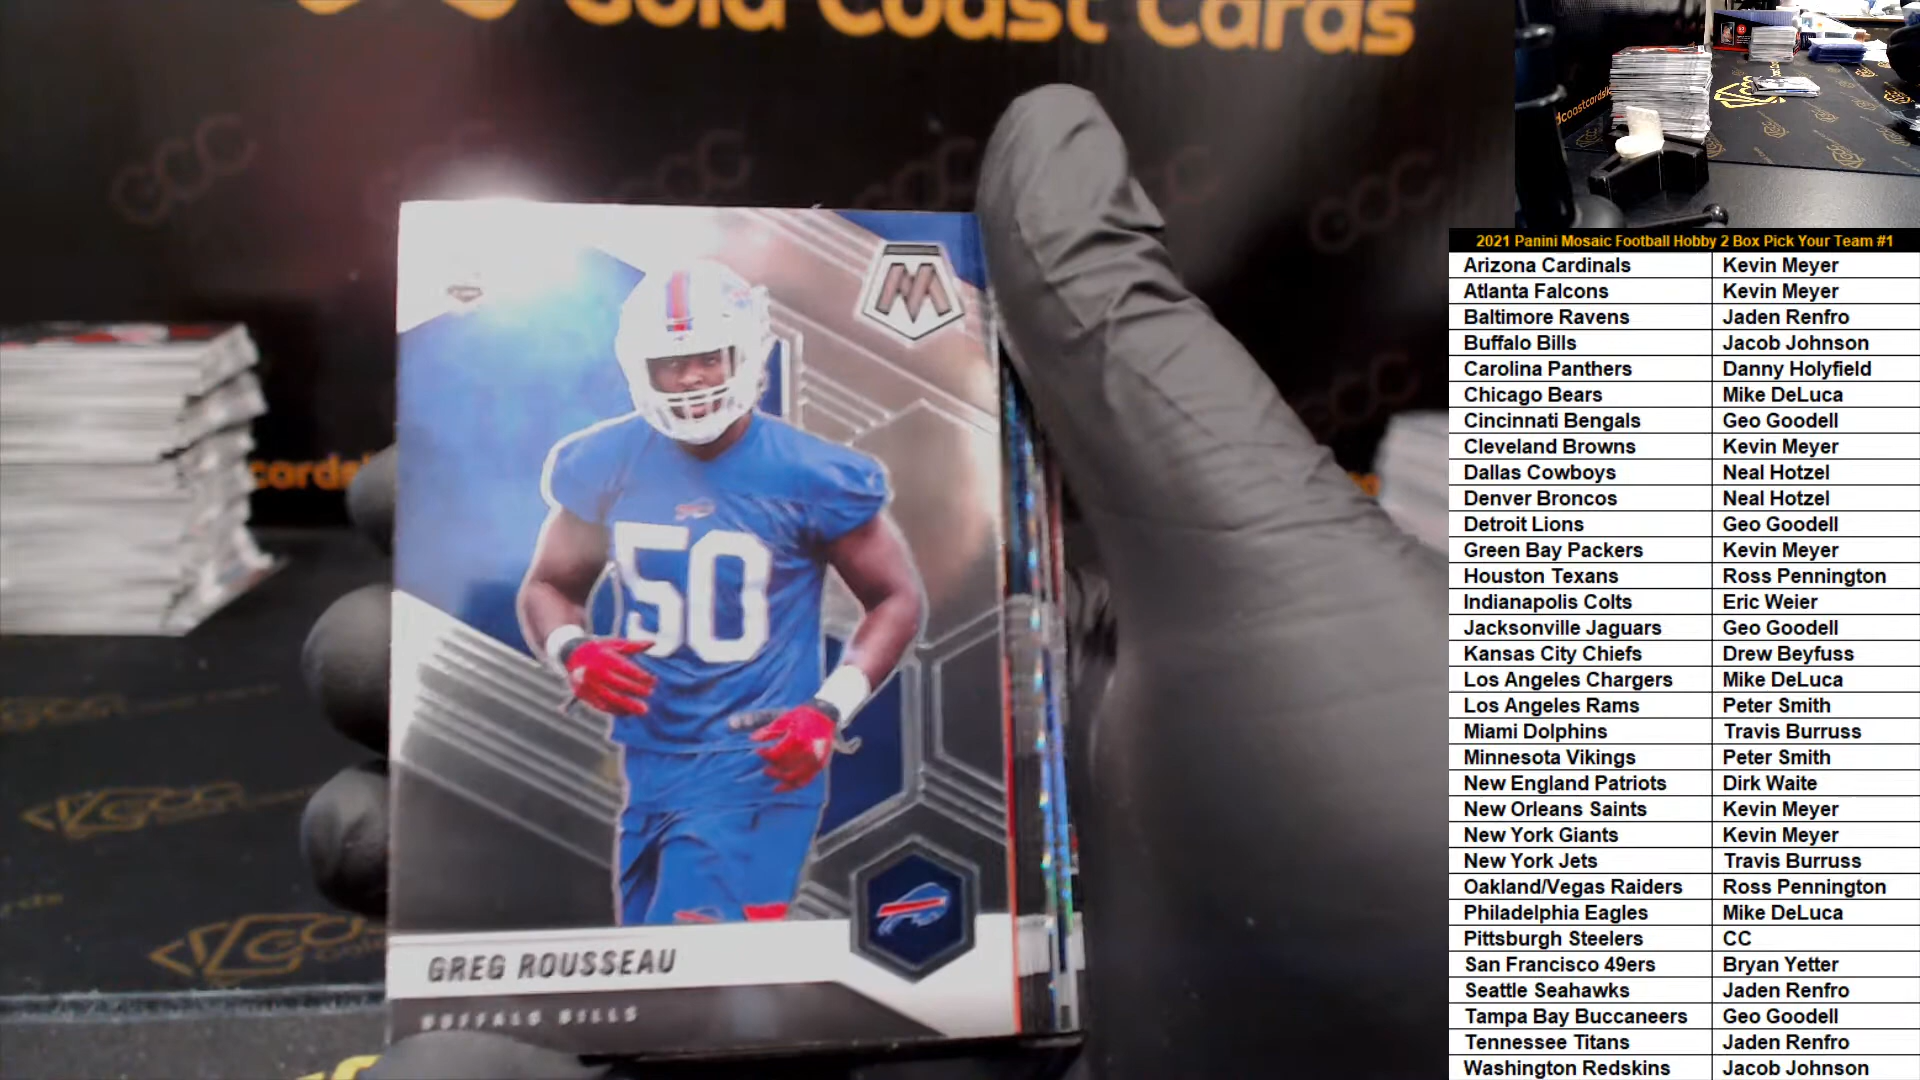 Gold Coast Cards
GCC
GCC
GCC
dcoastcardsl
cardsl
M
50
GREG ROUSSEAU
BUFFALO BILLS
2021 Panini Mosaic Football Hobby 2 Box Pick Your Team #1
Arizona Cardinals Kevin Meyer
Atlanta Falcons Kevin Meyer
Baltimore Ravens Jaden Renfro
Buffalo Bills Jacob Johnson
Carolina Panthers Danny Holyfield
Chicago Bears Mike DeLuca
Cincinnati Bengals Geo Goodell
Cleveland Browns Kevin Meyer
Dallas Cowboys Neal Hotzel
Denver Broncos Neal Hotzel
Detroit Lions Geo Goodell
Green Bay Packers Kevin Meyer
Houston Texans Ross Pennington
Indianapolis Colts Eric Weier
Jacksonville Jaguars Geo Goodell
Kansas City Chiefs Drew Beyfuss
Los Angeles Chargers Mike DeLuca
Los Angeles Rams Peter Smith
Miami Dolphins Travis Burruss
Minnesota Vikings Peter Smith
New England Patriots Dirk Waite
New Orleans Saints Kevin Meyer
New York Giants Kevin Meyer
New York Jets Travis Burruss
Oakland/Vegas Raiders Ross Pennington
Philadelphia Eagles Mike DeLuca
Pittsburgh Steelers CC
San Francisco 49ers Bryan Yetter
Seattle Seahawks Jaden Renfro
Tampa Bay Buccaneers Geo Goodell
Tennessee Titans Jaden Renfro
Washington Redskins Jacob Johnson